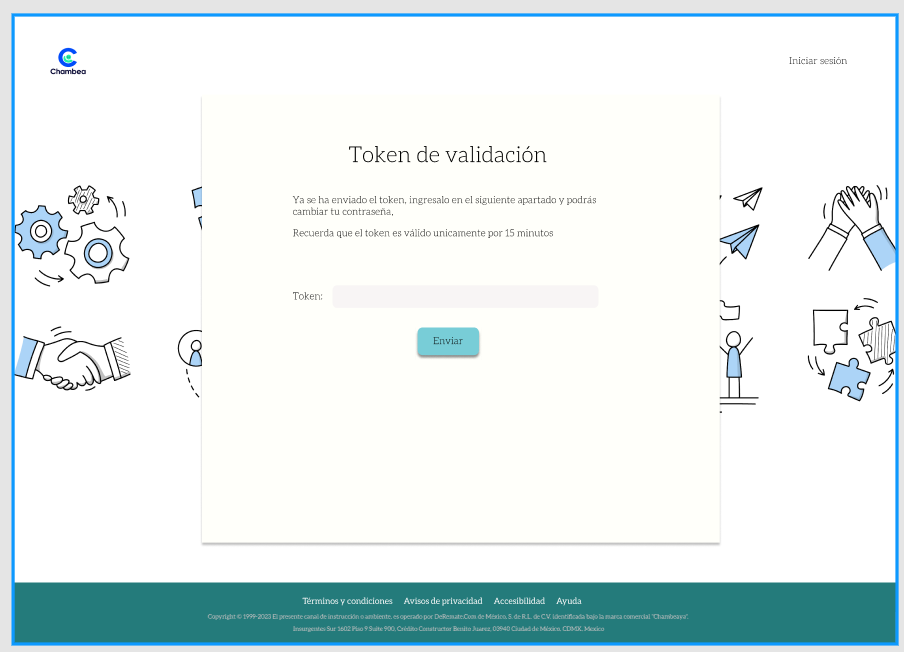 Chambea
Iniciar sesión
Token de validación
Ya se ha enviado el token, ingresalo en el siguiente apartado y podrás
cambiar tu contraseña,
Recuerda que el token es válido unicamente por 15 minutos
Token:
Enviar
Términos y condiciones Avisos de privacidad Accesibilidad Ayuda
Copyright © 1999-2023 El presente canal de instrucción o ambiente, es operado por DeRemate.Com de México, S. de R.L. de C.V. identificada bajo la marca comercial "Chambeaya".
Insurgentes Sur 1602 Piso 9 Suite 900, Crédito Constructor Benito Juarez, 03940 Ciudad de México, CDMX, Mexico